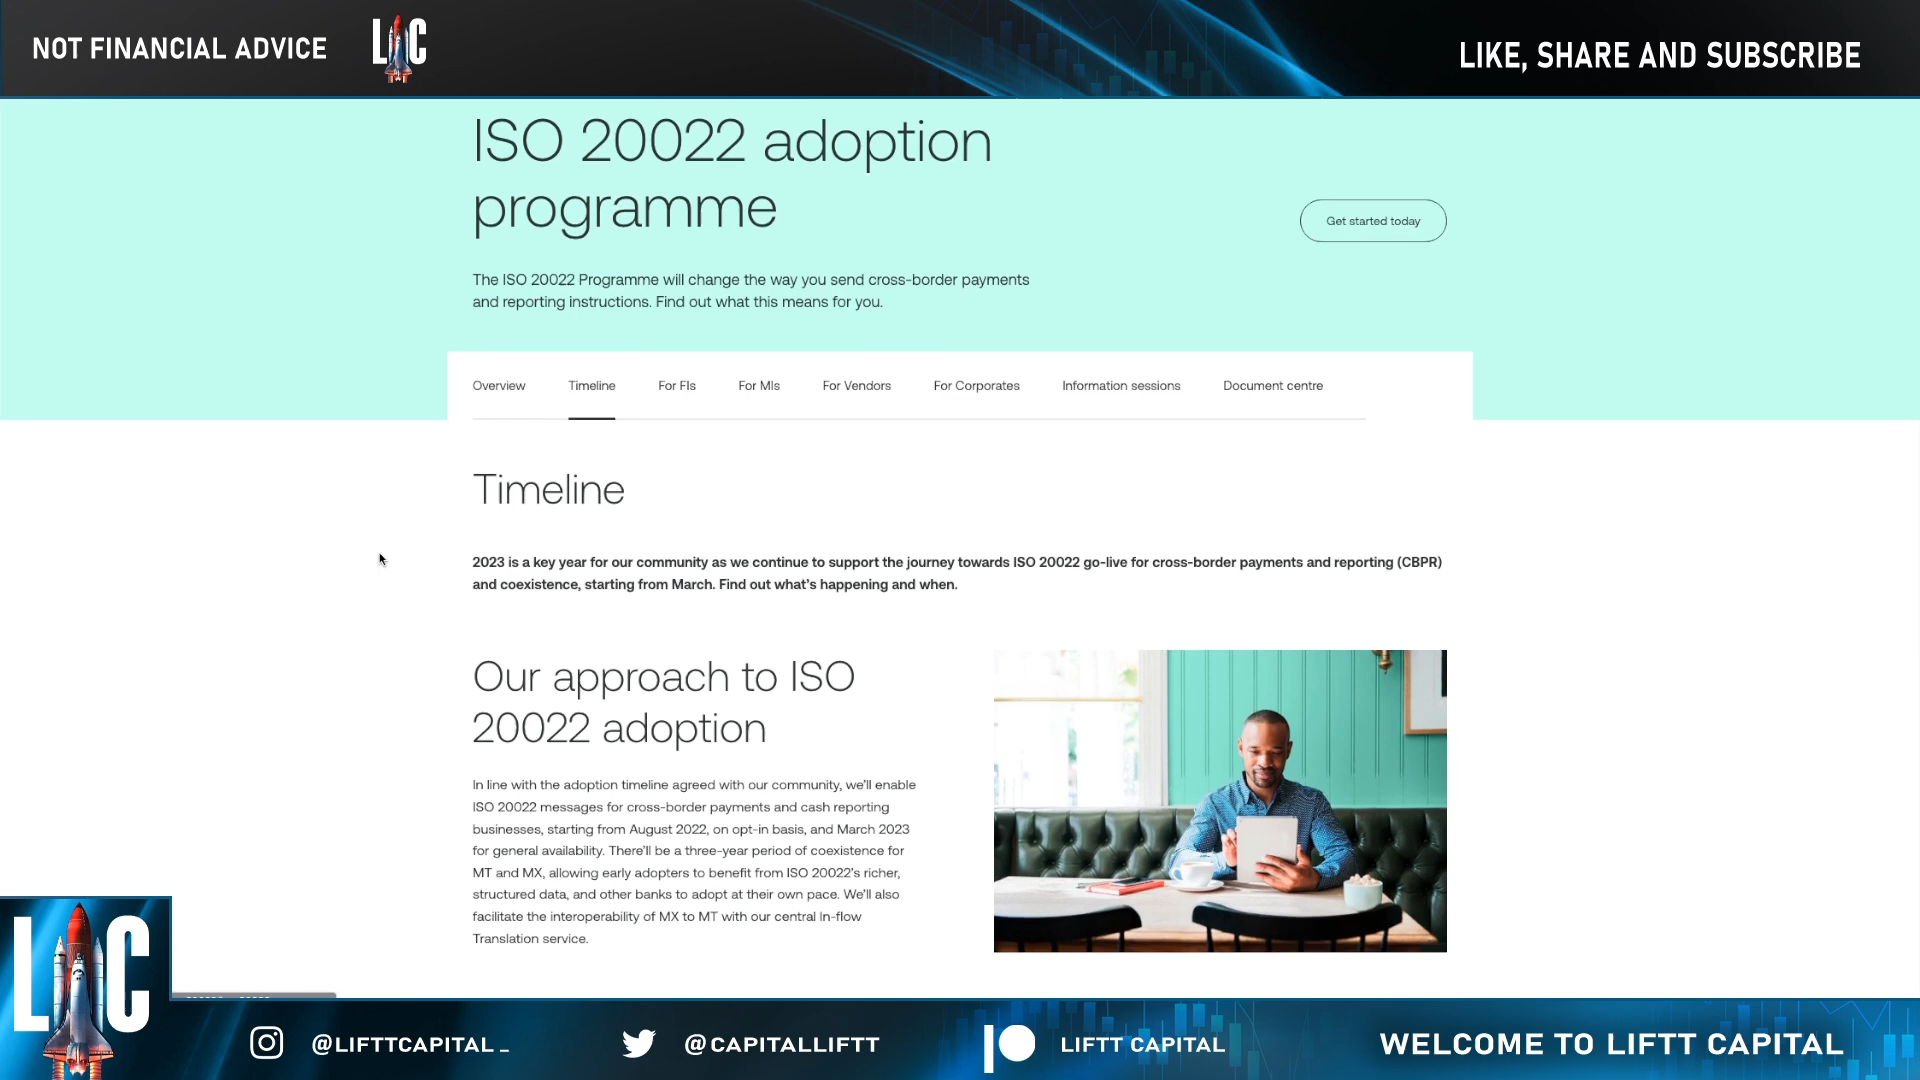 NOT FINANCIAL ADVICE
LC
LIKE, SHARE AND SUBSCRIBE
ISO 20022 adoption
programme
Get started today
The ISO 20022 Programme will change the way you send cross-border payments
and reporting instructions. Find out what this means for you.
Overview Timeline For FIs For MIs For Vendors For Corporates Information sessions Document centre
Timeline
2023 is a key year for our community as we continue to support the journey towards ISO 20022 go-live for cross-border payments and reporting (CBPR)
and coexistence, starting from March. Find out what's happening and when.
Our approach to ISO
20022 adoption
In line with the adoption timeline agreed with our community, we'll enable
ISO 20022 messages for cross-border payments and cash reporting
businesses, starting from August 2022, on opt-in basis, and March 2023
for general availability. There'll be a three-year period of coexistence for
MT and MX, allowing early adopters to benefit from ISO 20022's richer,
structured data, and other banks to adopt at their own pace. We'll also
facilitate the interoperability of MX to MT with our central In-flow
Translation service.
LC
@LIFTTCAPITAL_
@CAPITALLIFTT
LIFTT CAPITAL
WELCOME TO LIFTT CAPITAL